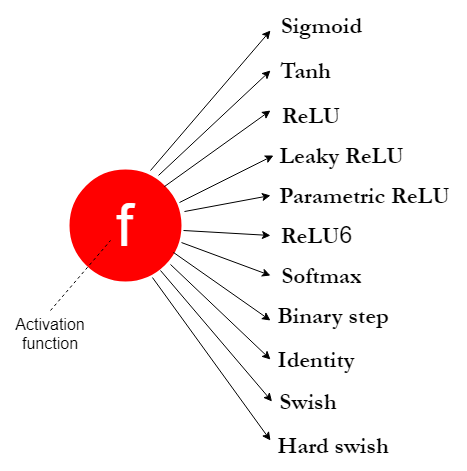 Sigmoid
Tanh
ReLU
Leaky ReLU
Parametric ReLU
ReLU6
Softmax
Binary step
Identity
Swish
Hard swish
f
Activation
function